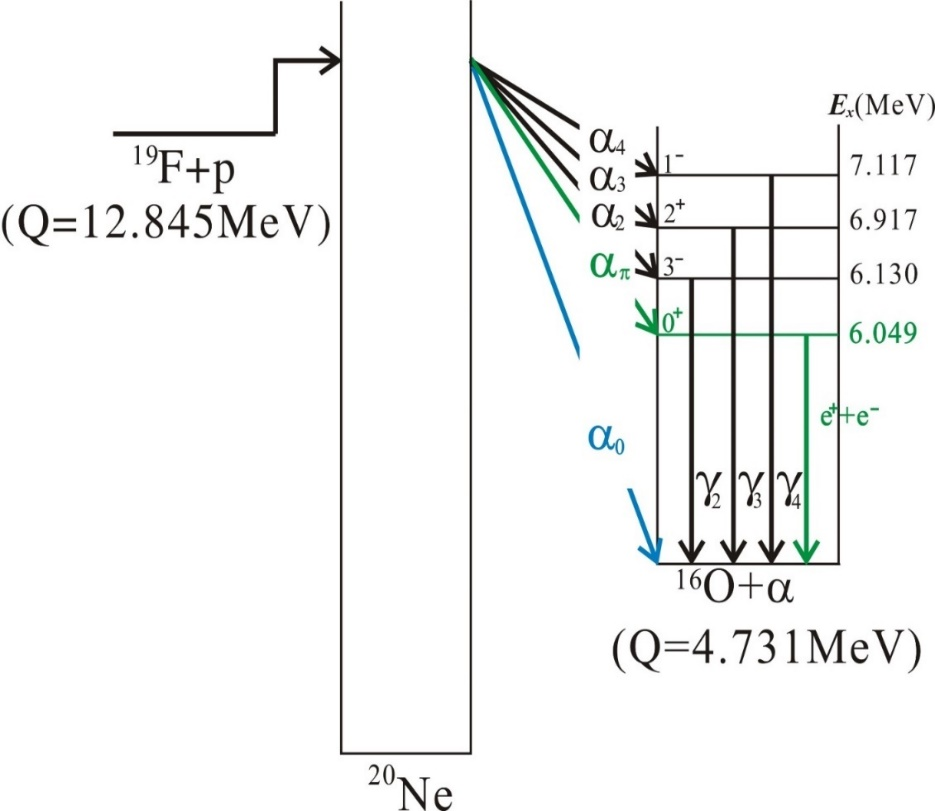 Eₓ(MeV)
¹⁹F+p
(Q=12.845MeV)
α₄
1⁻
7.117
α₃
α₂
2⁺
6.917
α_π
3⁻
6.130
0⁺
6.049
e⁺+e⁻
α₀
γ₂
γ₃
γ₄
¹⁶O+α
(Q=4.731MeV)
²⁰Ne